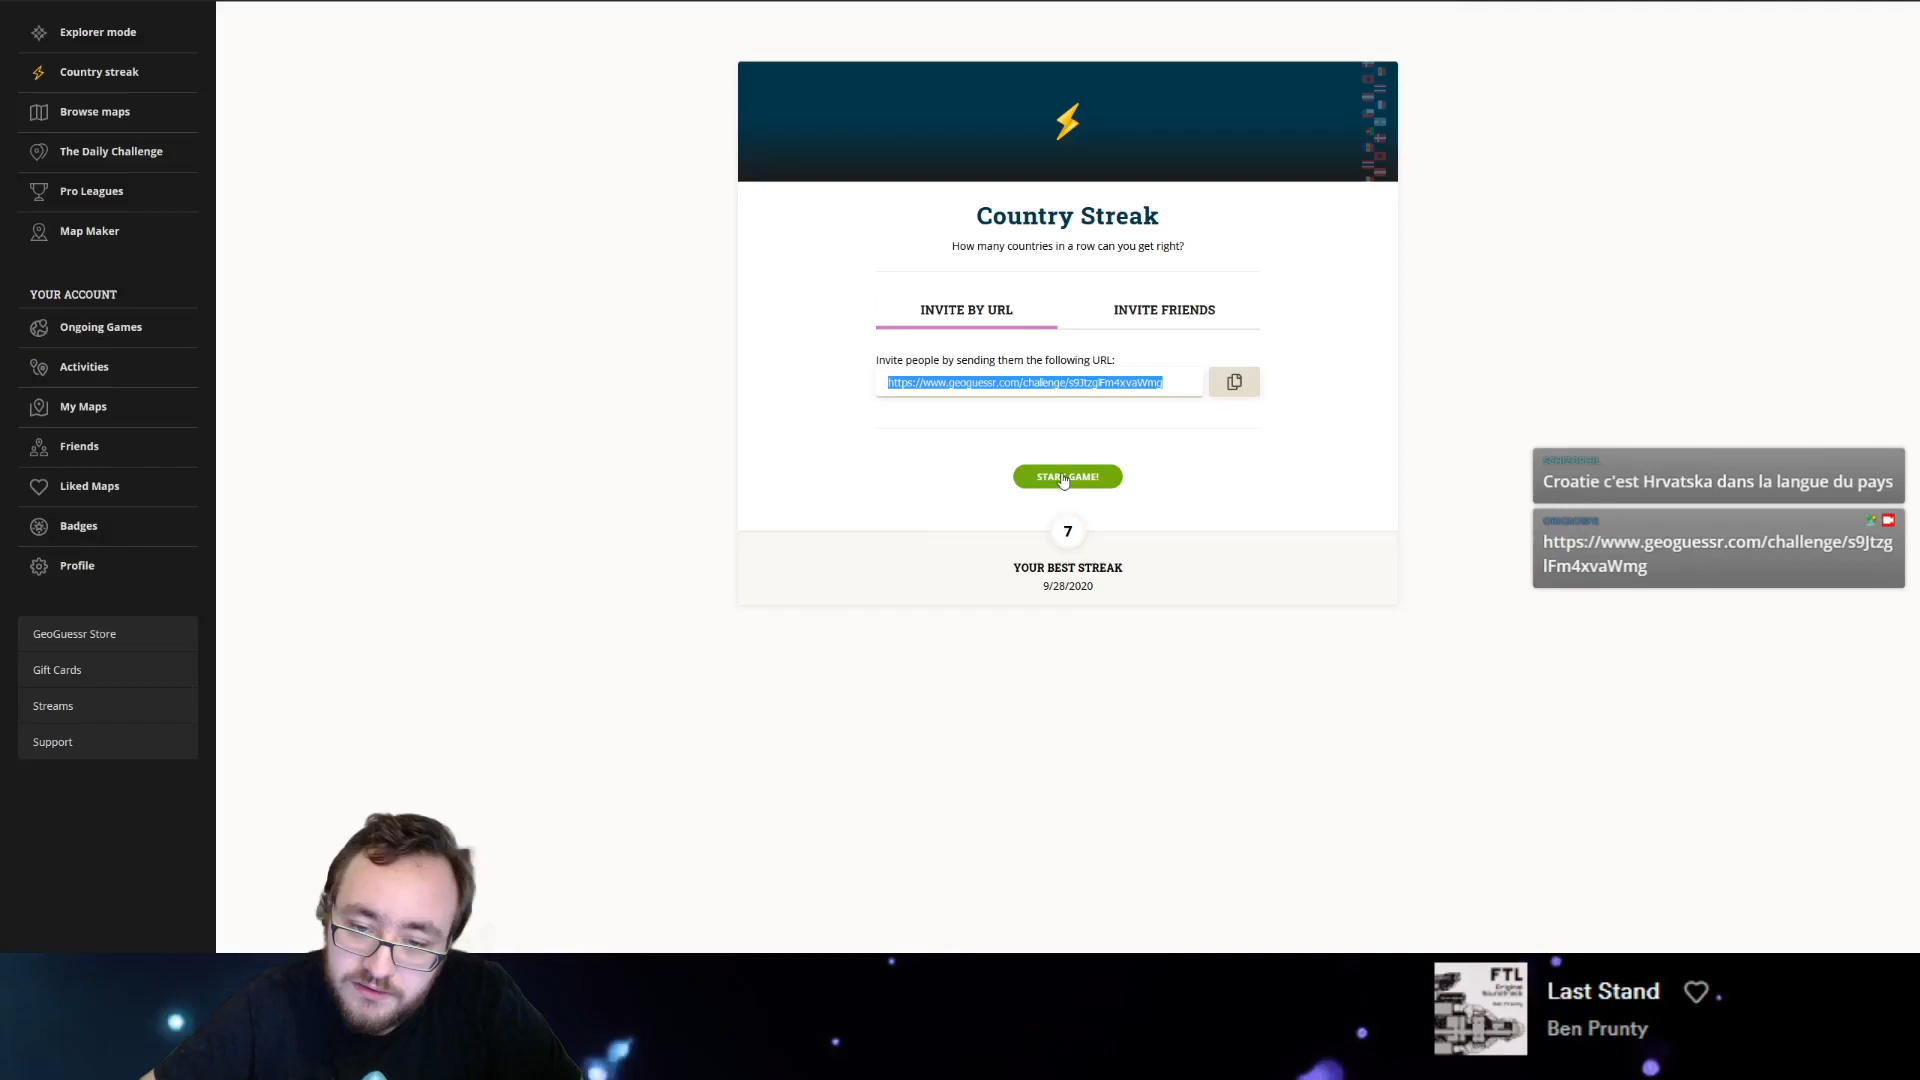 Explorer mode
Country streak
Browse maps
The Daily Challenge
Pro Leagues
Map Maker
YOUR ACCOUNT
Ongoing Games
Activities
My Maps
Friends
Liked Maps
Badges
Profile
GeoGuessr Store
Gift Cards
Streams
Support
Country Streak
How many countries in a row can you get right?
INVITE BY URL
INVITE FRIENDS
Invite people by sending them the following URL:
https://www.geoguessr.com/challenge/s9JtzglFm4xvaWmg
START GAME!
7
YOUR BEST STREAK
9/28/2020
Croatie c'est Hrvatska dans la langue du pays
https://www.geoguessr.com/challenge/s9Jtzg
lFm4xvaWmg
FTL
Original
Soundtrack
Ben Prunty
Last Stand
Ben Prunty